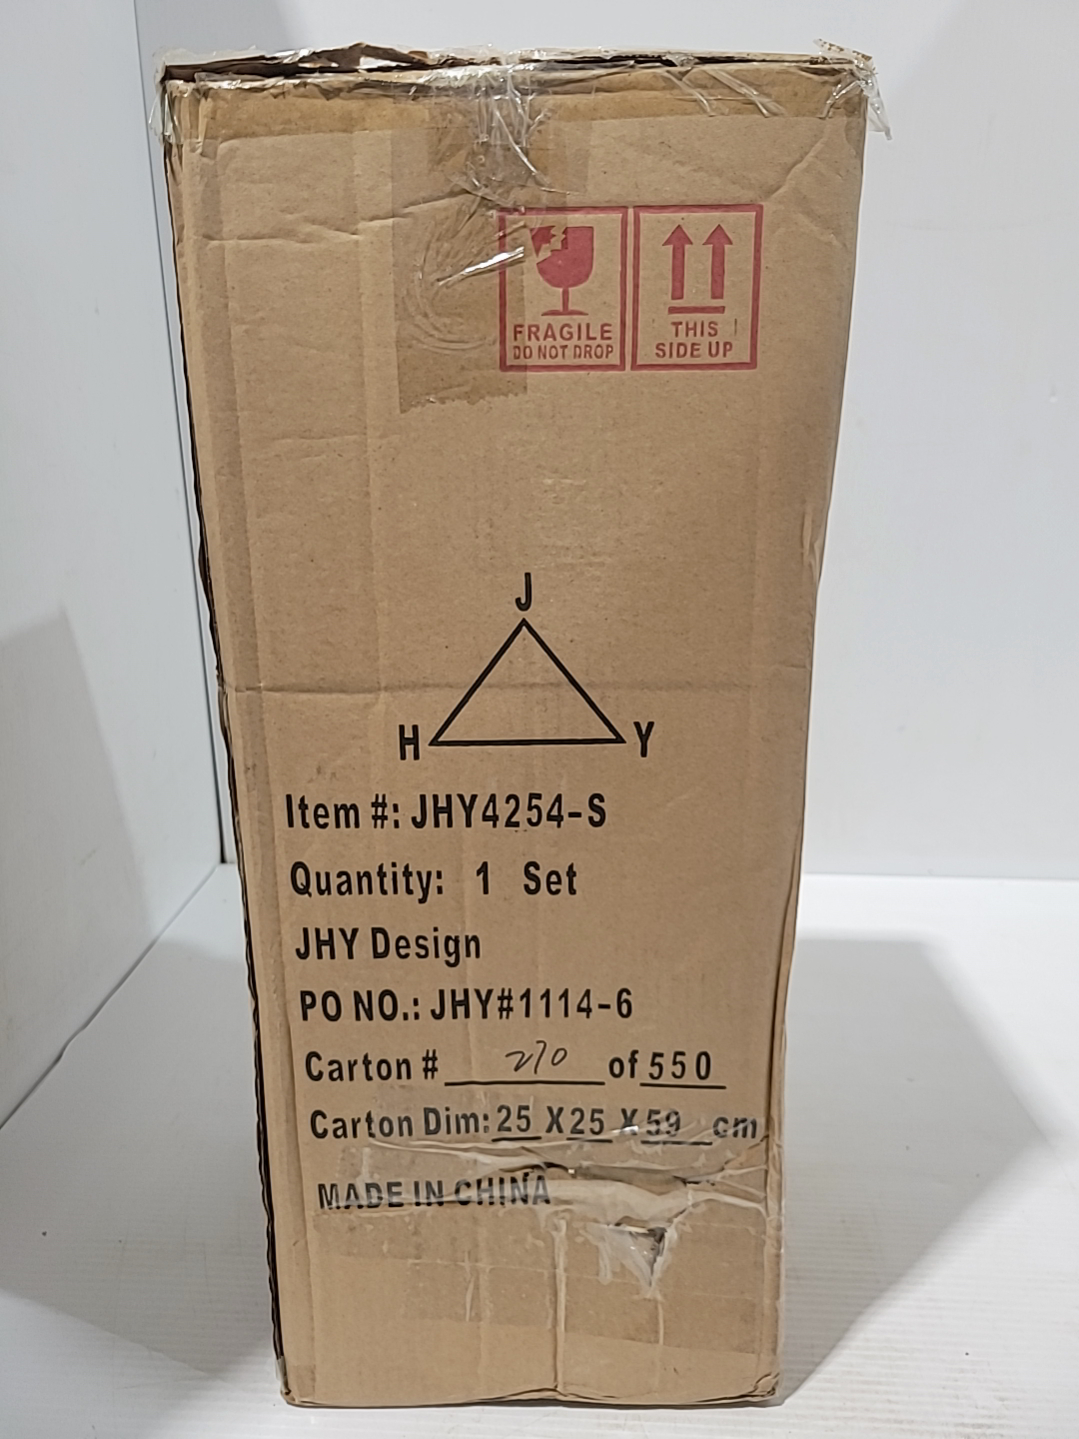 FRAGILE
DO NOT DROP
THIS
SIDE UP
J
H Y
Item #: JHY4254-S
Quantity: 1 Set
JHY Design
PO NO.: JHY#1114-6
Carton # 270 of 550
Carton Dim: 25 X 25 X 59 cm
MADE IN CHINA